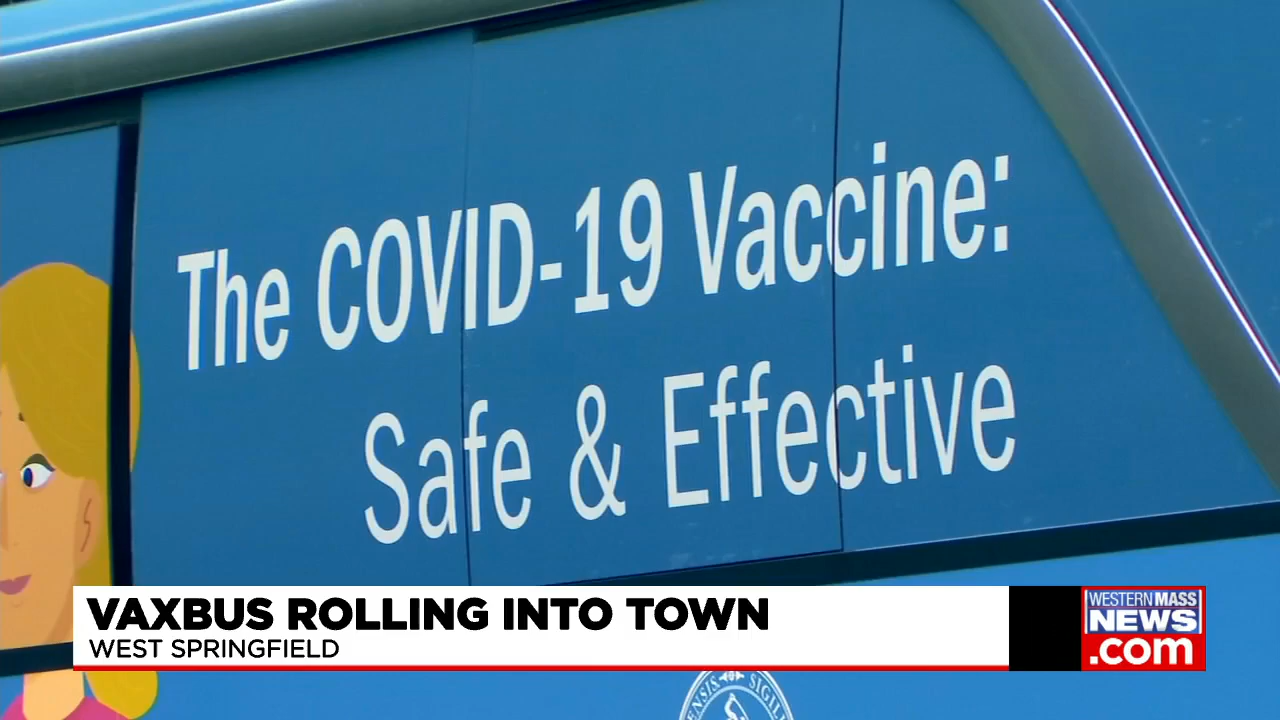 The COVID-19 Vaccine:
Safe & Effective
VAXBUS ROLLING INTO TOWN
WEST SPRINGFIELD
WESTERN MASS
NEWS
.com